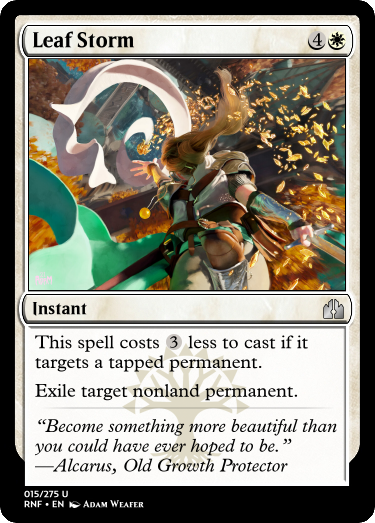 Leaf Storm 4
Instant
This spell costs 3 less to cast if it
targets a tapped permanent.
Exile target nonland permanent.
“Become something more beautiful than
you could have ever hoped to be.”
—Alcarus, Old Growth Protector
015/275 U
RNF • EN Adam Weafer